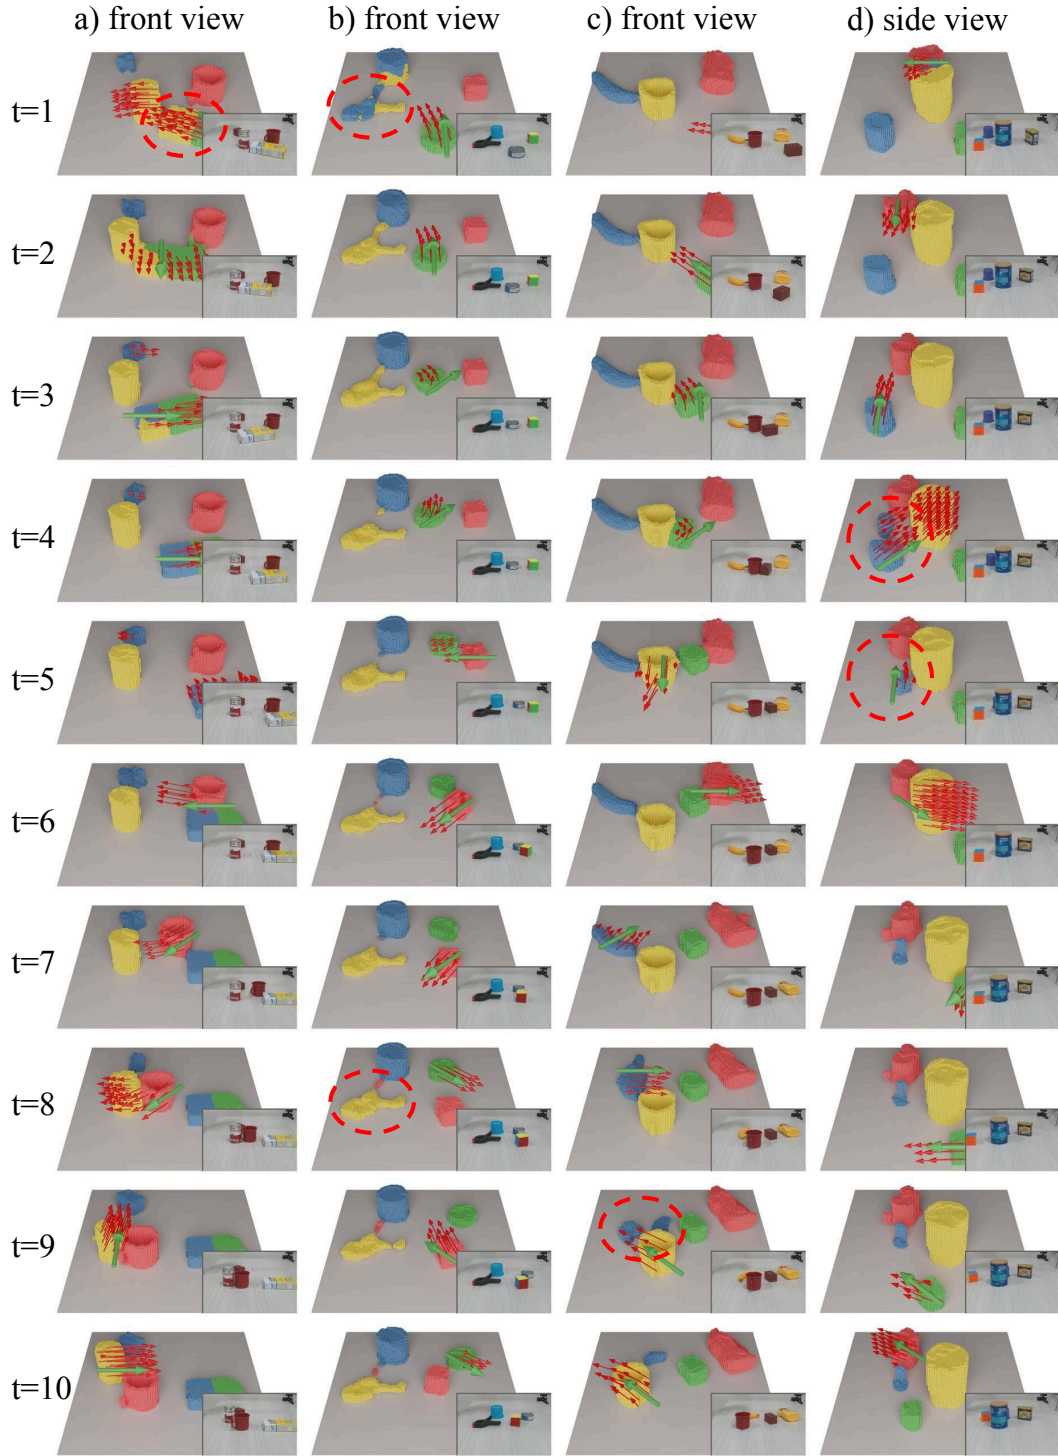 a) front view b) front view c) front view d) side view
t=1
t=2
t=3
t=4
t=5
t=6
t=7
t=8
t=9
t=10